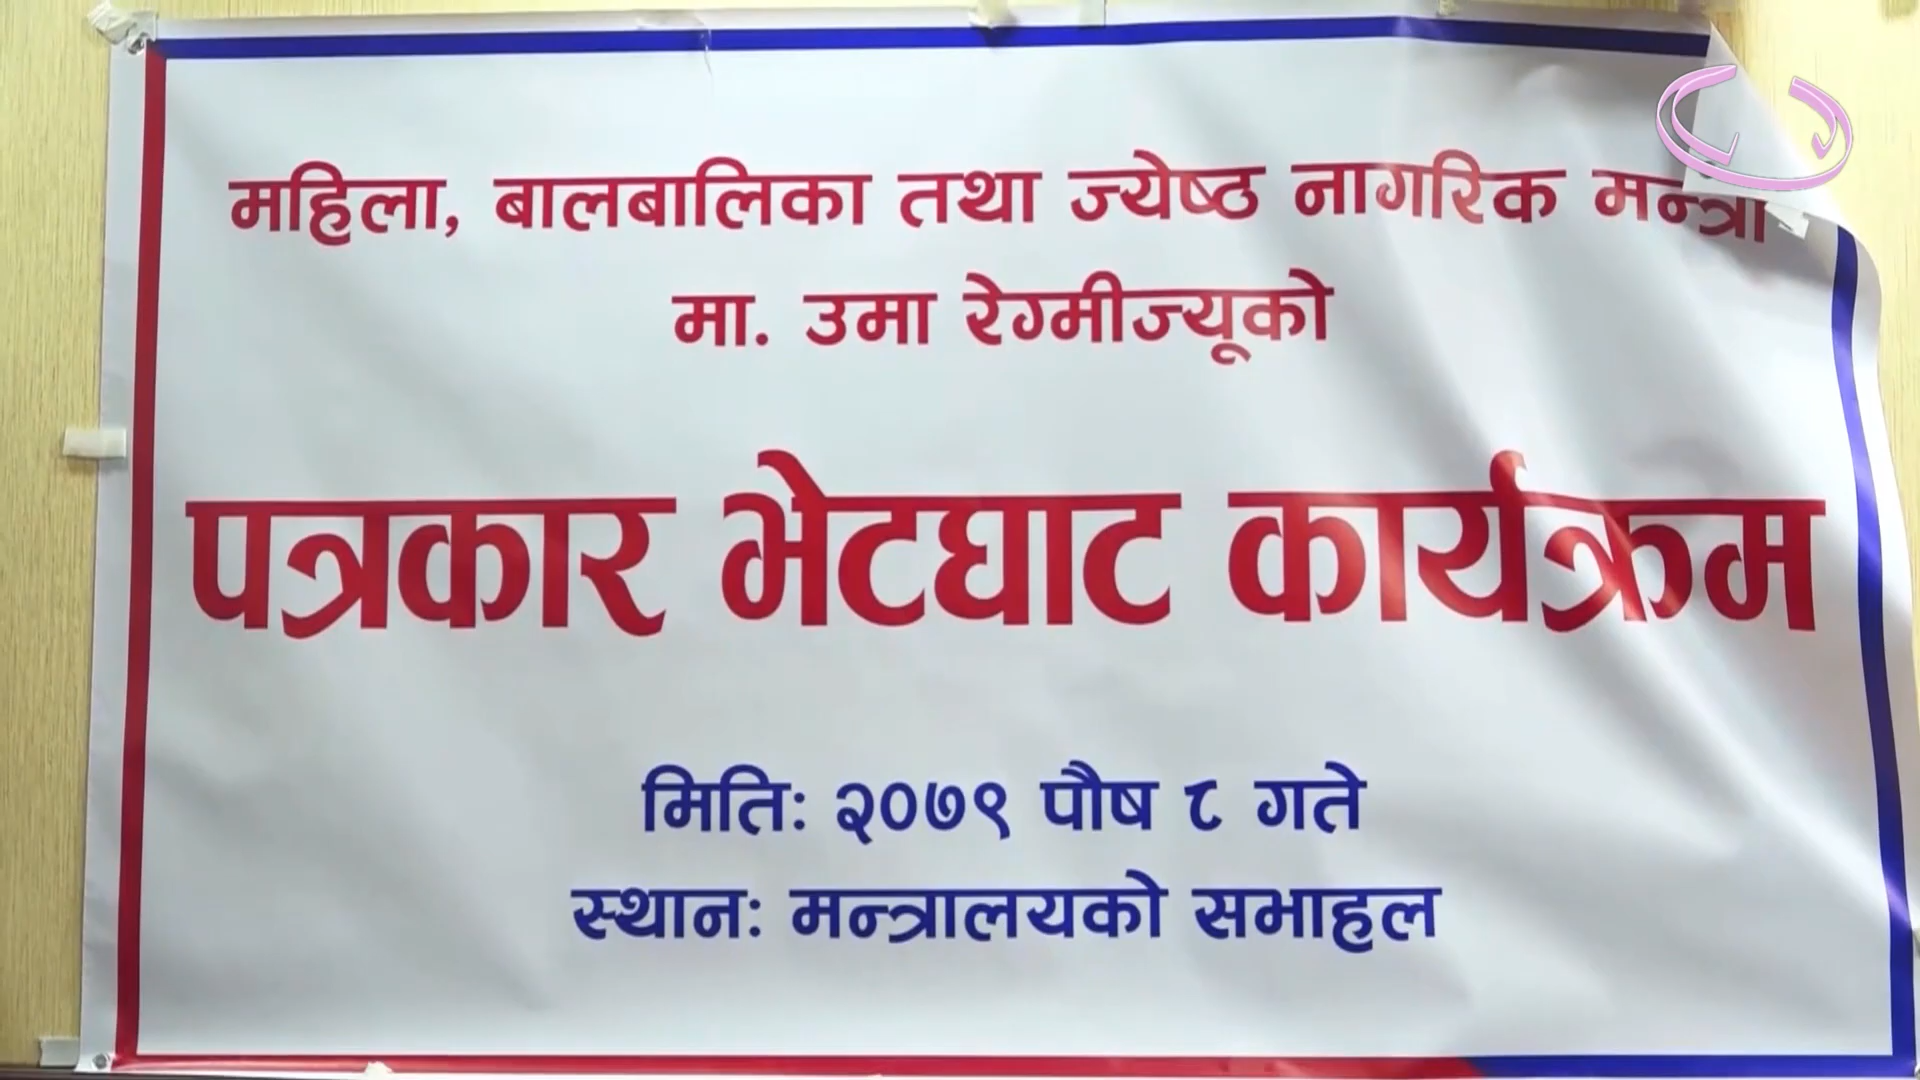 महिला, बालबालिका तथा ज्येष्ठ नागरिक मन्त्री
मा. उमा रेग्मीज्यूको
पत्रकार भेटघाट कार्यक्रम
मिति: २०७९ पौष ८ गते
स्थान: मन्त्रालयको सभाहल